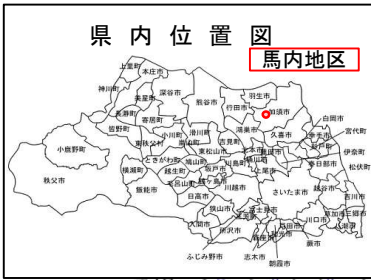 県内位置図
馬内地区
上里町
本庄市
神川町
美里町
深谷市
熊谷市
羽生市
行田市
加須市
長瀞町
皆野町
寄居町
小川町
滑川町
東秩父村
嵐山町
東松山市
吉見町
鴻巣市
久喜市
白岡市
宮代町
幸手市
杉戸町
伊奈町
松伏町
春日部市
小鹿野町
秩父市
横瀬町
ときがわ町
鳩山町
越生町
毛呂山町
坂戸市
川島町
桶川市
上尾市
飯能市
日高市
鶴ヶ島市
川越市
さいたま市
越谷市
吉川市
狭山市
入間市
所沢市
富士見市
川口市
草加市
三郷市
八潮市
戸田市
蕨市
ふじみ野市
志木市
朝霞市